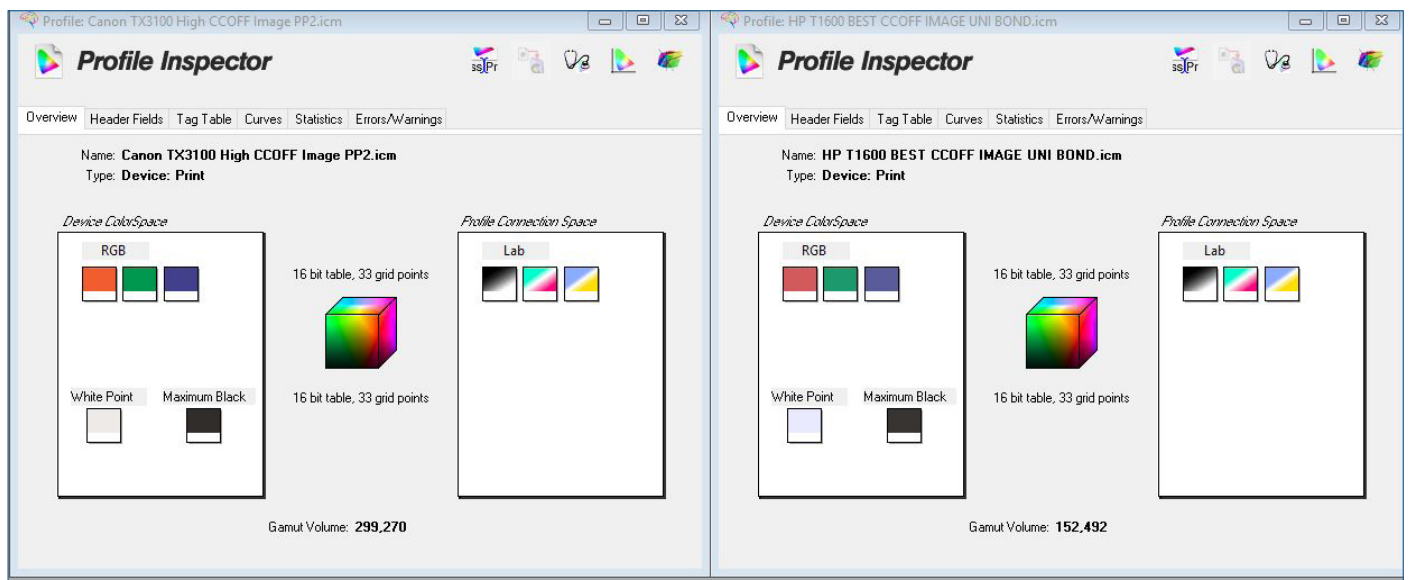 Profile: Canon TX3100 High CCOFF Image PP2.icm
Profile Inspector
ss Pr
Overview Header Fields Tag Table Curves Statistics Errors/Warnings
Name: Canon TX3100 High CCOFF Image PP2.icm
Type: Device: Print
Device ColorSpace
Profile Connection Space
RGB
Lab
16 bit table, 33 grid points
White Point
Maximum Black
16 bit table, 33 grid points
Gamut Volume: 299,270
Profile: HP T1600 BEST CCOFF IMAGE UNI BOND.icm
Profile Inspector
ss Pr
Overview Header Fields Tag Table Curves Statistics Errors/Warnings
Name: HP T1600 BEST CCOFF IMAGE UNI BOND.icm
Type: Device: Print
Device ColorSpace
Profile Connection Space
RGB
Lab
16 bit table, 33 grid points
White Point
Maximum Black
16 bit table, 33 grid points
Gamut Volume: 152,492